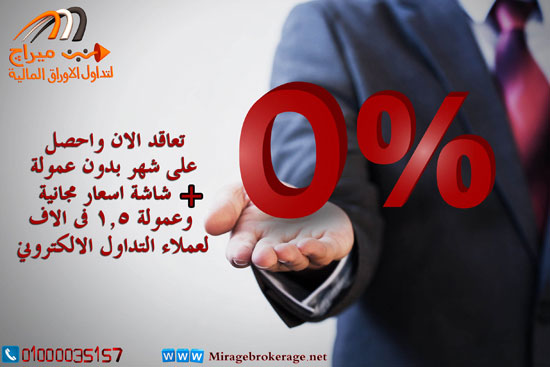 ميراج
لتداول الاوراق المالية
0%
تعاقد الان واحصل
على شهر بدون عمولة
+ شاشة اسعار مجانية
وعمولة ١,٥ فى الاف
لعملاء التداول الالكتروني
01000035157
www Miragebrokerage.net